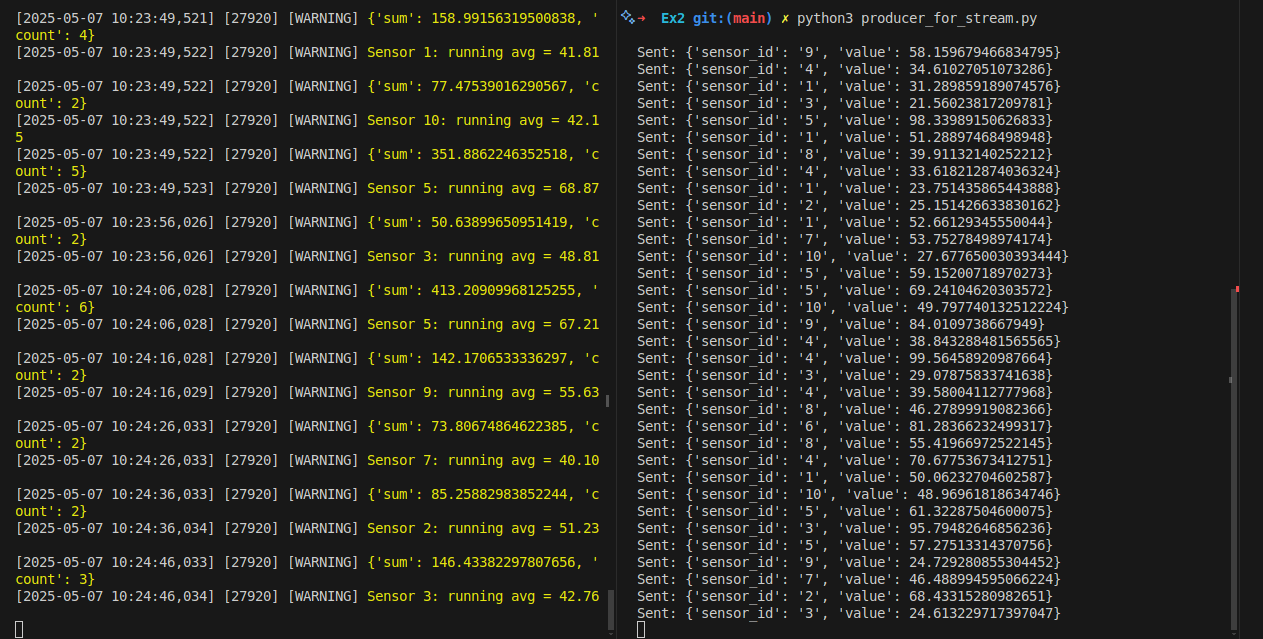 [2025-05-07 10:23:49,521] [27920] [WARNING] {'sum': 158.99156319500838, '
count': 4}
[2025-05-07 10:23:49,522] [27920] [WARNING] Sensor 1: running avg = 41.81
[2025-05-07 10:23:49,522] [27920] [WARNING] {'sum': 77.47539016290567, 'c
ount': 2}
[2025-05-07 10:23:49,522] [27920] [WARNING] Sensor 10: running avg = 42.1
5
[2025-05-07 10:23:49,522] [27920] [WARNING] {'sum': 351.8862246352518, 'c
ount': 5}
[2025-05-07 10:23:49,523] [27920] [WARNING] Sensor 5: running avg = 68.87
[2025-05-07 10:23:56,026] [27920] [WARNING] {'sum': 50.63899650951419, 'c
ount': 2}
[2025-05-07 10:23:56,026] [27920] [WARNING] Sensor 3: running avg = 48.81
[2025-05-07 10:24:06,028] [27920] [WARNING] {'sum': 413.20909968125255, '
count': 6}
[2025-05-07 10:24:06,028] [27920] [WARNING] Sensor 5: running avg = 67.21
[2025-05-07 10:24:16,028] [27920] [WARNING] {'sum': 142.1706533336297, 'c
ount': 2}
[2025-05-07 10:24:16,029] [27920] [WARNING] Sensor 9: running avg = 55.63
[2025-05-07 10:24:26,033] [27920] [WARNING] {'sum': 73.80674864622385, 'c
ount': 2}
[2025-05-07 10:24:26,033] [27920] [WARNING] Sensor 7: running avg = 40.10
[2025-05-07 10:24:36,033] [27920] [WARNING] {'sum': 85.25882983852244, 'c
ount': 2}
[2025-05-07 10:24:36,034] [27920] [WARNING] Sensor 2: running avg = 51.23
[2025-05-07 10:24:46,033] [27920] [WARNING] {'sum': 146.43382297807656, '
count': 3}
[2025-05-07 10:24:46,034] [27920] [WARNING] Sensor 3: running avg = 42.76
➜ Ex2 git:(main) ✗ python3 producer_for_stream.py
Sent: {'sensor_id': '9', 'value': 58.159679466834795}
Sent: {'sensor_id': '4', 'value': 34.61027051073286}
Sent: {'sensor_id': '1', 'value': 31.289859189074576}
Sent: {'sensor_id': '3', 'value': 21.56023817209781}
Sent: {'sensor_id': '5', 'value': 98.33989150626833}
Sent: {'sensor_id': '1', 'value': 51.28897468498948}
Sent: {'sensor_id': '8', 'value': 39.91132140252212}
Sent: {'sensor_id': '4', 'value': 33.618212874036324}
Sent: {'sensor_id': '1', 'value': 23.751435865443888}
Sent: {'sensor_id': '2', 'value': 25.151426633830162}
Sent: {'sensor_id': '1', 'value': 52.66129345550044}
Sent: {'sensor_id': '7', 'value': 53.75278498974174}
Sent: {'sensor_id': '10', 'value': 27.677650030393444}
Sent: {'sensor_id': '5', 'value': 59.15200718970273}
Sent: {'sensor_id': '5', 'value': 69.24104620303572}
Sent: {'sensor_id': '10', 'value': 49.797740132512224}
Sent: {'sensor_id': '9', 'value': 84.0109738667949}
Sent: {'sensor_id': '4', 'value': 38.843288481565565}
Sent: {'sensor_id': '4', 'value': 99.56458920987664}
Sent: {'sensor_id': '3', 'value': 29.07875833741638}
Sent: {'sensor_id': '4', 'value': 39.58004112777968}
Sent: {'sensor_id': '8', 'value': 46.27899919082366}
Sent: {'sensor_id': '6', 'value': 81.28366232499317}
Sent: {'sensor_id': '8', 'value': 55.41966972522145}
Sent: {'sensor_id': '4', 'value': 70.67753673412751}
Sent: {'sensor_id': '1', 'value': 50.06232704602587}
Sent: {'sensor_id': '10', 'value': 48.96961818634746}
Sent: {'sensor_id': '5', 'value': 61.32287504600075}
Sent: {'sensor_id': '3', 'value': 95.79482646856236}
Sent: {'sensor_id': '5', 'value': 57.27513314370756}
Sent: {'sensor_id': '9', 'value': 24.729280855304452}
Sent: {'sensor_id': '7', 'value': 46.488994595066224}
Sent: {'sensor_id': '2', 'value': 68.43315280982651}
Sent: {'sensor_id': '3', 'value': 24.613229717397047}